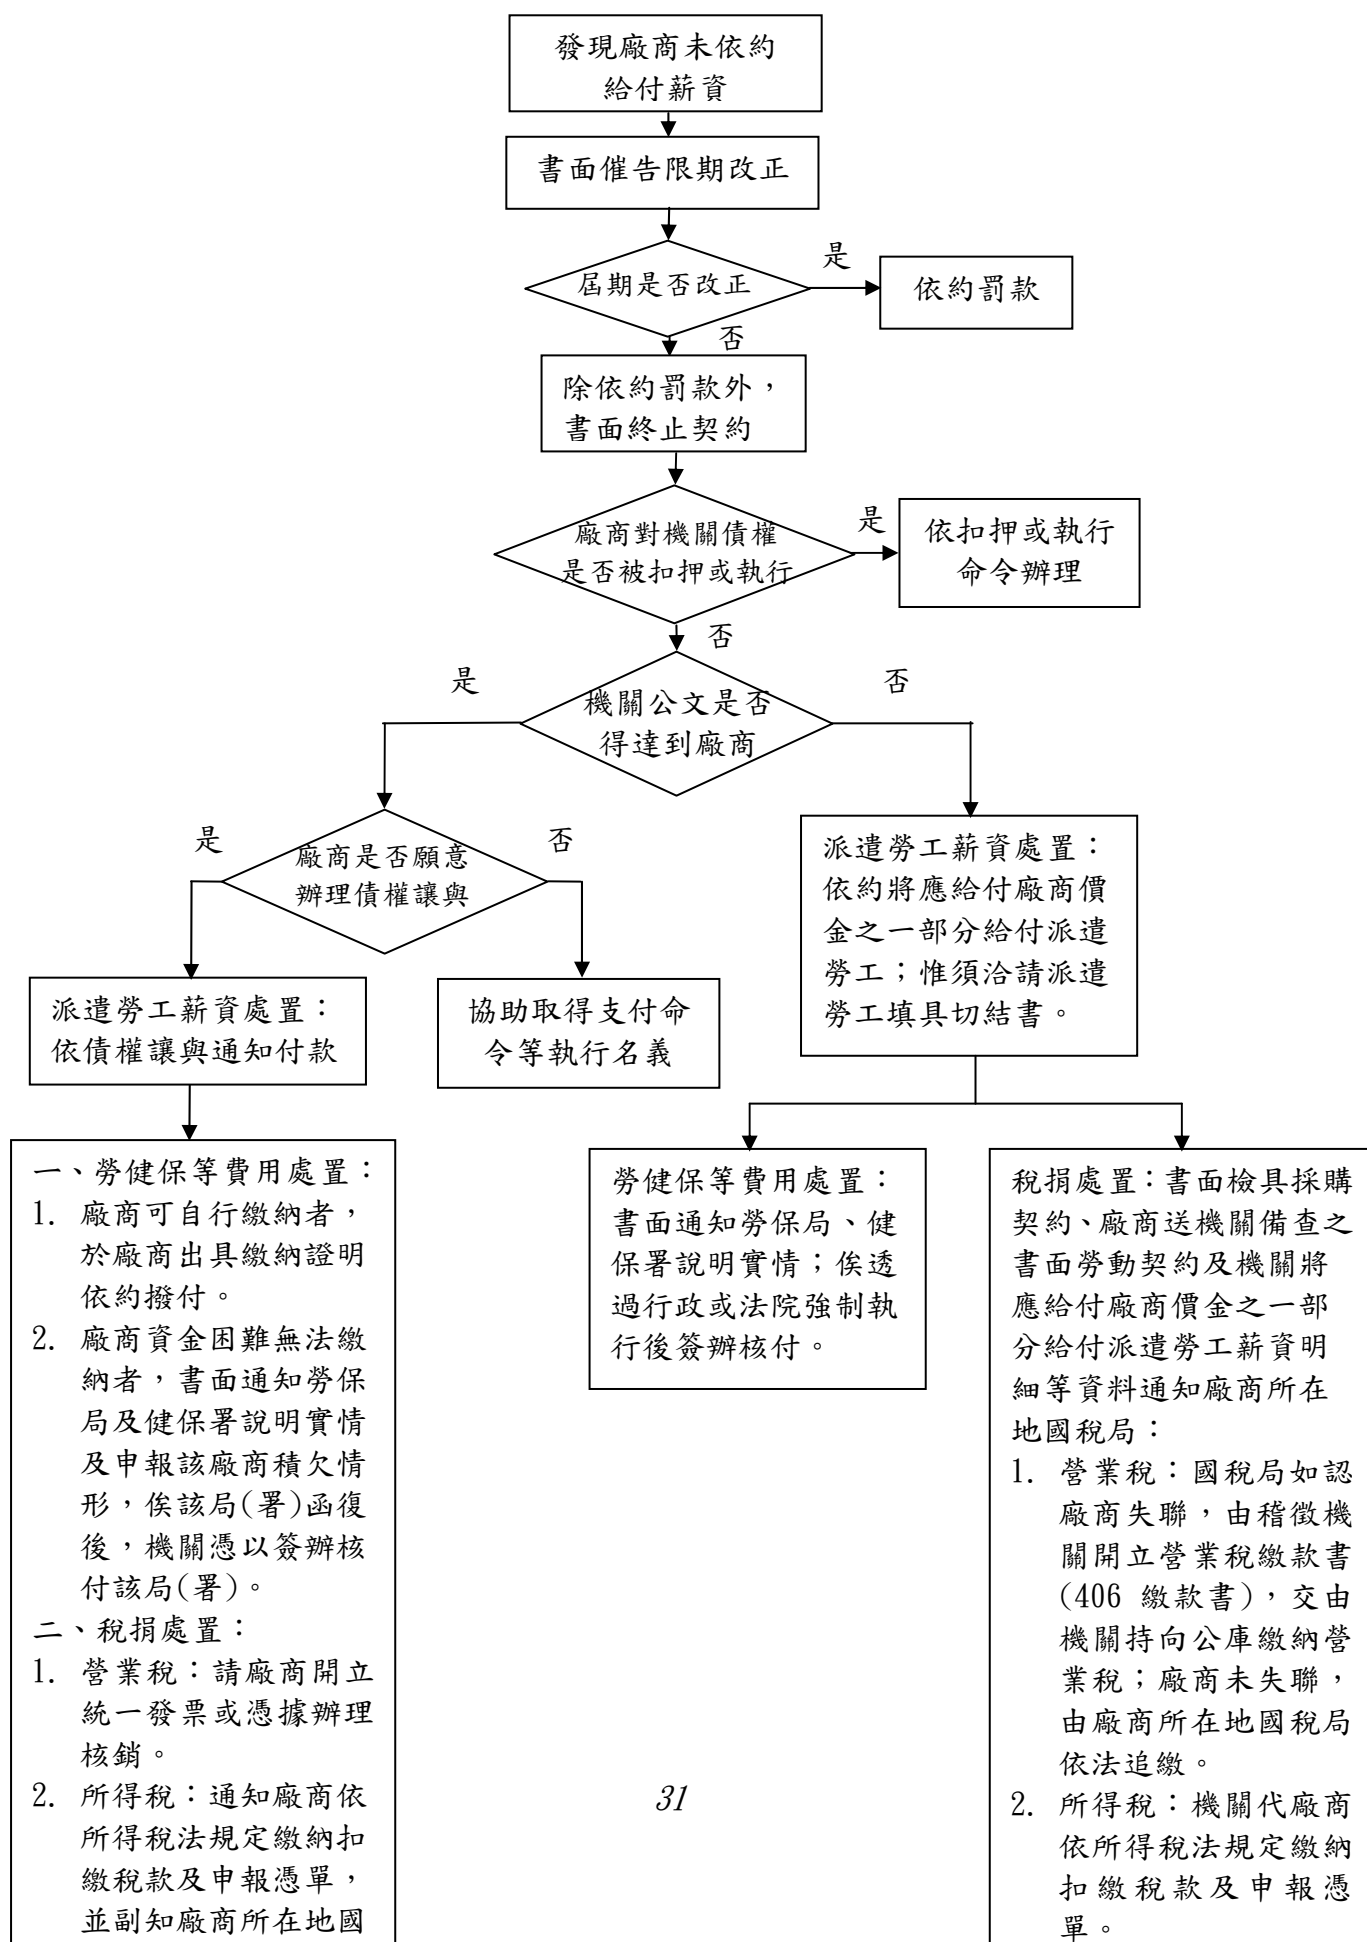 發現廠商未依約
給付薪資
書面催告限期改正
屆期是否改正
是
依約罰款
否
除依約罰款外，
書面終止契約
廠商對機關債權
是否被扣押或執行
是
依扣押或執行
命令辦理
否
機關公文是否
得達到廠商
是
否
廠商是否願意
辦理債權讓與
是
否
派遣勞工薪資處置：
依債權讓與通知付款
協助取得支付命
令等執行名義
派遣勞工薪資處置：
依約將應給付廠商價
金之一部分給付派遣
勞工；惟須洽請派遣
勞工填具切結書。
一、勞健保等費用處置：
1. 廠商可自行繳納者，
於廠商出具繳納證明
依約撥付。
2. 廠商資金困難無法繳
納者，書面通知勞保
局及健保署說明實情
及申報該廠商積欠情
形，俟該局(署)函復
後，機關憑以簽辦核
付該局(署)。
二、稅捐處置：
1. 營業稅：請廠商開立
統一發票或憑據辦理
核銷。
2. 所得稅：通知廠商依
所得稅法規定繳納扣
繳稅款及申報憑單，
並副知廠商所在地國
勞健保等費用處置：
書面通知勞保局、健
保署說明實情；俟透
過行政或法院強制執
行後簽辦核付。
稅捐處置：書面檢具採購
契約、廠商送機關備查之
書面勞動契約及機關將
應給付廠商價金之一部
分給付派遣勞工薪資明
細等資料通知廠商所在
地國稅局：
1. 營業稅：國稅局如認
廠商失聯，由稽徵機
關開立營業稅繳款書
(406 繳款書)，交由
機關持向公庫繳納營
業稅；廠商未失聯，
由廠商所在地國稅局
依法追繳。
2. 所得稅：機關代廠商
依所得稅法規定繳納
扣繳稅款及申報憑
單。
31